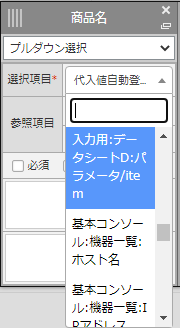 商品名
プルダウン選択
選択項目* 代入値自動登...
参照項目
必須
入力用:デー
タシートD:パ
ラメータ/ite
m
基本コンソー
ル:機器一覧:
ホスト名
基本コンソー
ル:機器一覧:I
Pアドレス